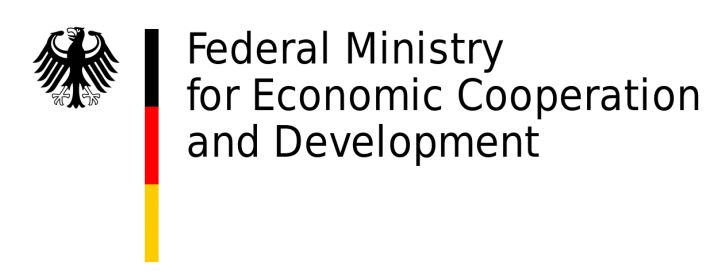 Federal Ministry
for Economic Cooperation
and Development